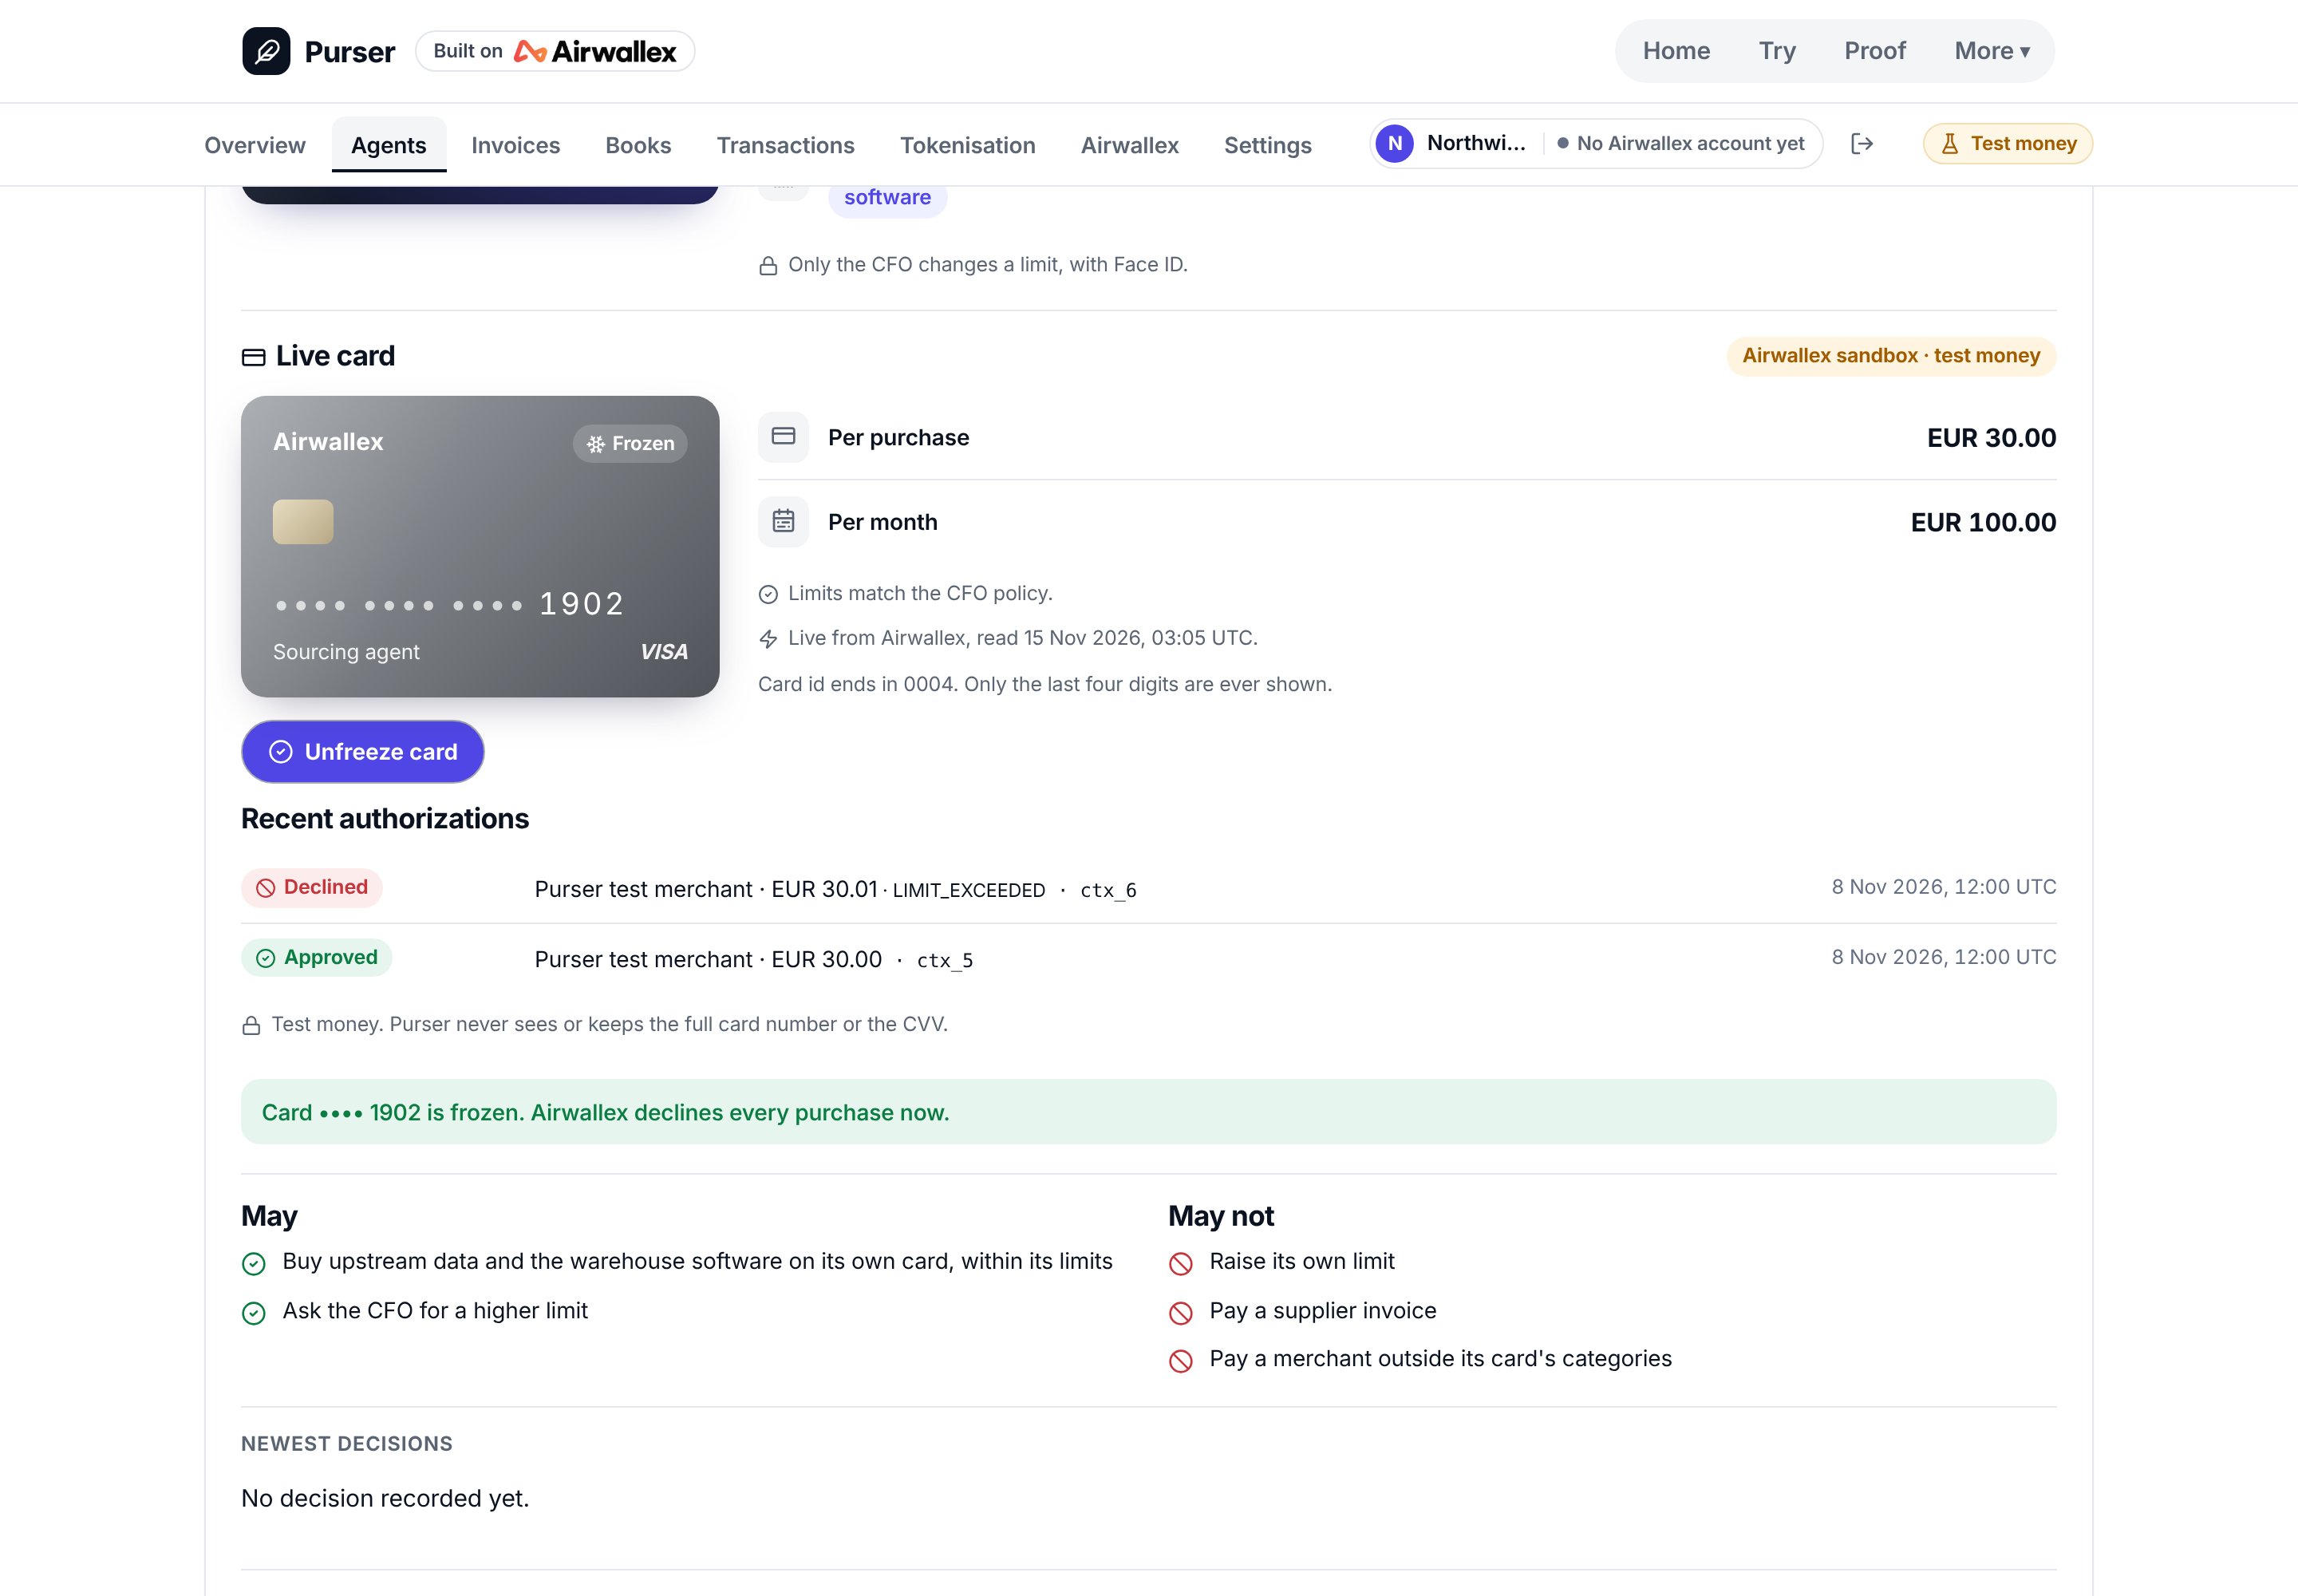 Purser
Built on Airwallex
Home Try Proof More ▾
Overview Agents Invoices Books Transactions Tokenisation Airwallex Settings
N Northwi... No Airwallex account yet
Test money
software
Only the CFO changes a limit, with Face ID.
Live card
Airwallex sandbox · test money
Airwallex
Frozen
•••• •••• •••• 1902
Sourcing agent
VISA
Per purchase EUR 30.00
Per month EUR 100.00
Limits match the CFO policy.
Live from Airwallex, read 15 Nov 2026, 03:05 UTC.
Card id ends in 0004. Only the last four digits are ever shown.
Unfreeze card
Recent authorizations
Declined Purser test merchant · EUR 30.01 · LIMIT_EXCEEDED · ctx_6 8 Nov 2026, 12:00 UTC
Approved Purser test merchant · EUR 30.00 · ctx_5 8 Nov 2026, 12:00 UTC
Test money. Purser never sees or keeps the full card number or the CVV.
Card •••• 1902 is frozen. Airwallex declines every purchase now.
May
Buy upstream data and the warehouse software on its own card, within its limits
Ask the CFO for a higher limit
May not
Raise its own limit
Pay a supplier invoice
Pay a merchant outside its card's categories
NEWEST DECISIONS
No decision recorded yet.